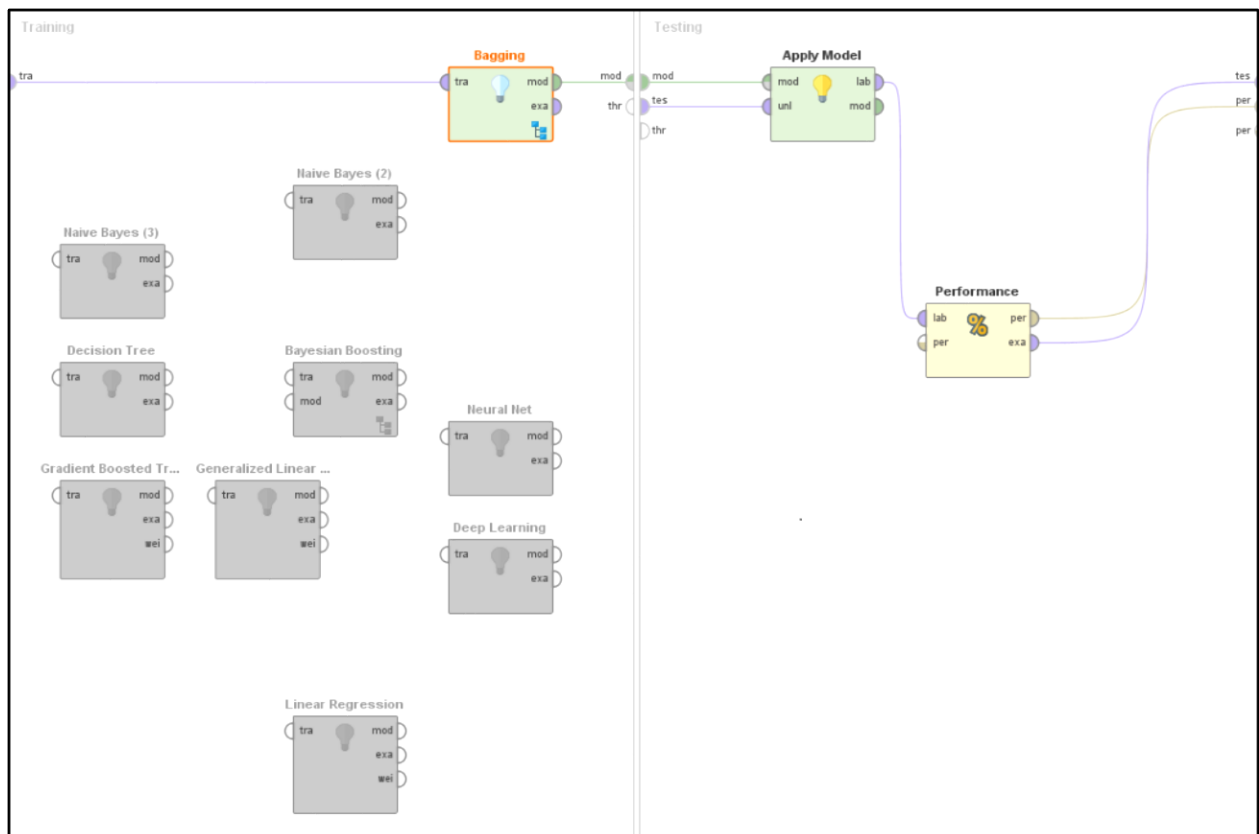 Training
Testing
Bagging
Apply Model
tra
tra
mod
mod
mod
mod
lab
tes
exa
thr
tes
unl
mod
per
thr
per
Naive Bayes (2)
tra
mod
exa
Naive Bayes (3)
tra
mod
exa
Performance
lab
%
per
per
exa
Decision Tree
tra
mod
exa
Bayesian Boosting
tra
mod
mod
exa
Neural Net
tra
mod
exa
Gradient Boosted Tr...
tra
mod
exa
wei
Generalized Linear ...
tra
mod
exa
wei
Deep Learning
tra
mod
exa
Linear Regression
tra
mod
exa
wei